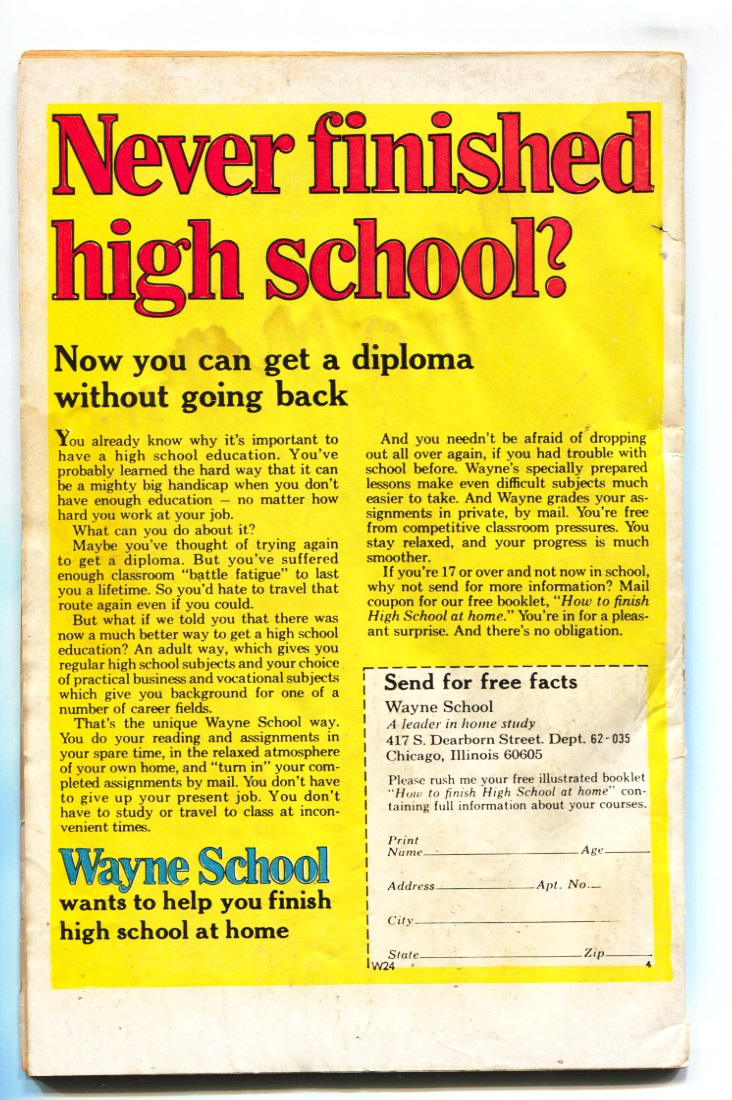 Never finished
high school?
Now you can get a diploma
without going back
You already know why it's important to
have a high school education. You've
probably learned the hard way that it can
be a mighty big handicap when you don't
have enough education — no matter how
hard you work at your job.
What can you do about it?
Maybe you've thought of trying again
to get a diploma. But you've suffered
enough classroom "battle fatigue" to last
you a lifetime. So you'd hate to travel that
route again even if you could.
But what if we told you that there was
now a much better way to get a high school
education? An adult way, which gives you
regular high school subjects and your choice
of practical business and vocational subjects
which give you background for one of a
number of career fields.
That's the unique Wayne School way.
You do your reading and assignments in
your spare time, in the relaxed atmosphere
of your own home, and "turn in" your com-
pleted assignments by mail. You don't have
to give up your present job. You don't
have to study or travel to class at incon-
venient times.
Wayne School
wants to help you finish
high school at home
And you needn't be afraid of dropping
out all over again, if you had trouble with
school before. Wayne's specially prepared
lessons make even difficult subjects much
easier to take. And Wayne grades your as-
signments in private, by mail. You're free
from competitive classroom pressures. You
stay relaxed, and your progress is much
smoother.
If you're 17 or over and not now in school,
why not send for more information? Mail
coupon for our free booklet, "How to finish
High School at home." You're in for a pleas-
ant surprise. And there's no obligation.
Send for free facts
Wayne School
A leader in home study
417 S. Dearborn Street. Dept. 62-035
Chicago, Illinois 60605
Please rush me your free illustrated booklet
"How to finish High School at home" con-
taining full information about your courses.
Print
Name Age
Address Apt. No.
City
State Zip
W24 4